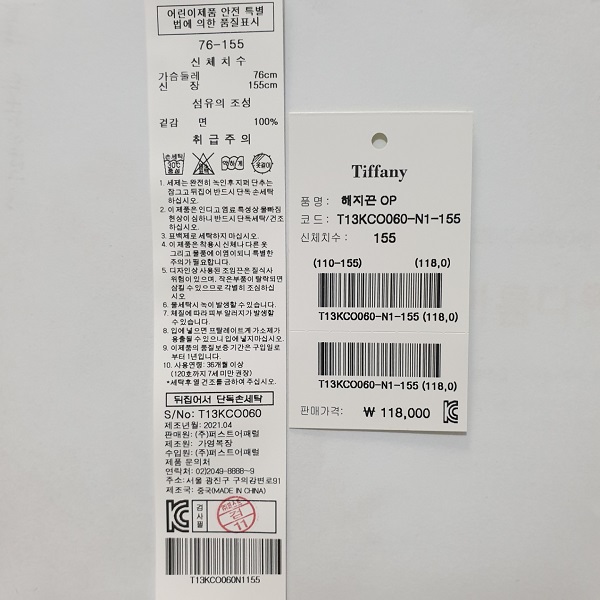 어린이제품 안전 특별
법에 의한 품질표시
76-155
신 체 치 수
가슴둘레 76cm
신 장 155cm
섬유의 조성
겉감 면 100%
취 급 주 의
손세탁
30℃
중성
약하게
옷걸이
1. 세제는 완전히 녹인 후 지퍼 단추는
잠그고 뒤집어 반드시 단독 손세탁
하십시오.
2. 이 제품은 인디고 염료 특성상 물빠짐
현상이 심하니 반드시 단독세탁/건조
하십시오.
3. 표백제로 세탁하지 마십시오.
4. 이 제품은 착용시 신체나 다른 옷
그리고 물품에 이염이 되니 특별한
주의가 필요합니다.
5. 디자인상 사용된 조임끈은 질식사
위험이 있으며, 작은부품이 탈락되면
삼킬 수 있으므로 각별히 조심하십
시오
6. 물세탁시 녹이 발생할 수 있습니다.
7. 체질에 따라 피부 알러지가 발생할
수 있습니다.
8. 입에 넣으면 프탈레이트계 가소제가
용출될 수 있으니 입에 넣지마십시오.
9. 이제품의 품질보증 기간은 구입일로
부터 1년입니다.
10. 사용연령: 36개월 이상
(120호까지 7세미만 권장)
*세탁후 열 건조를 금하여 주십시오.
뒤집어서 단독손세탁
S/No: T13KCO060
제조년월: 2021.04
판매원: (주)퍼스트어패럴
제조원: 가영복장
수입원: (주)퍼스트어패럴
제품 문의처
연락처: 02)2049-8888~9
주소: 서울 광진구 구의강변로91
제조국: 중국(MADE IN CHINA)
검사필
검
11
T13KCO060N1155
Tiffany
품 명 : 해지끈 OP
코 드 : T13KCO060-N1-155
신체치수 : 155
(110-155) (118,0)
T13KCO060-N1-155 (118,0)
T13KCO060-N1-155 (118,0)
판매가격: ₩ 118,000